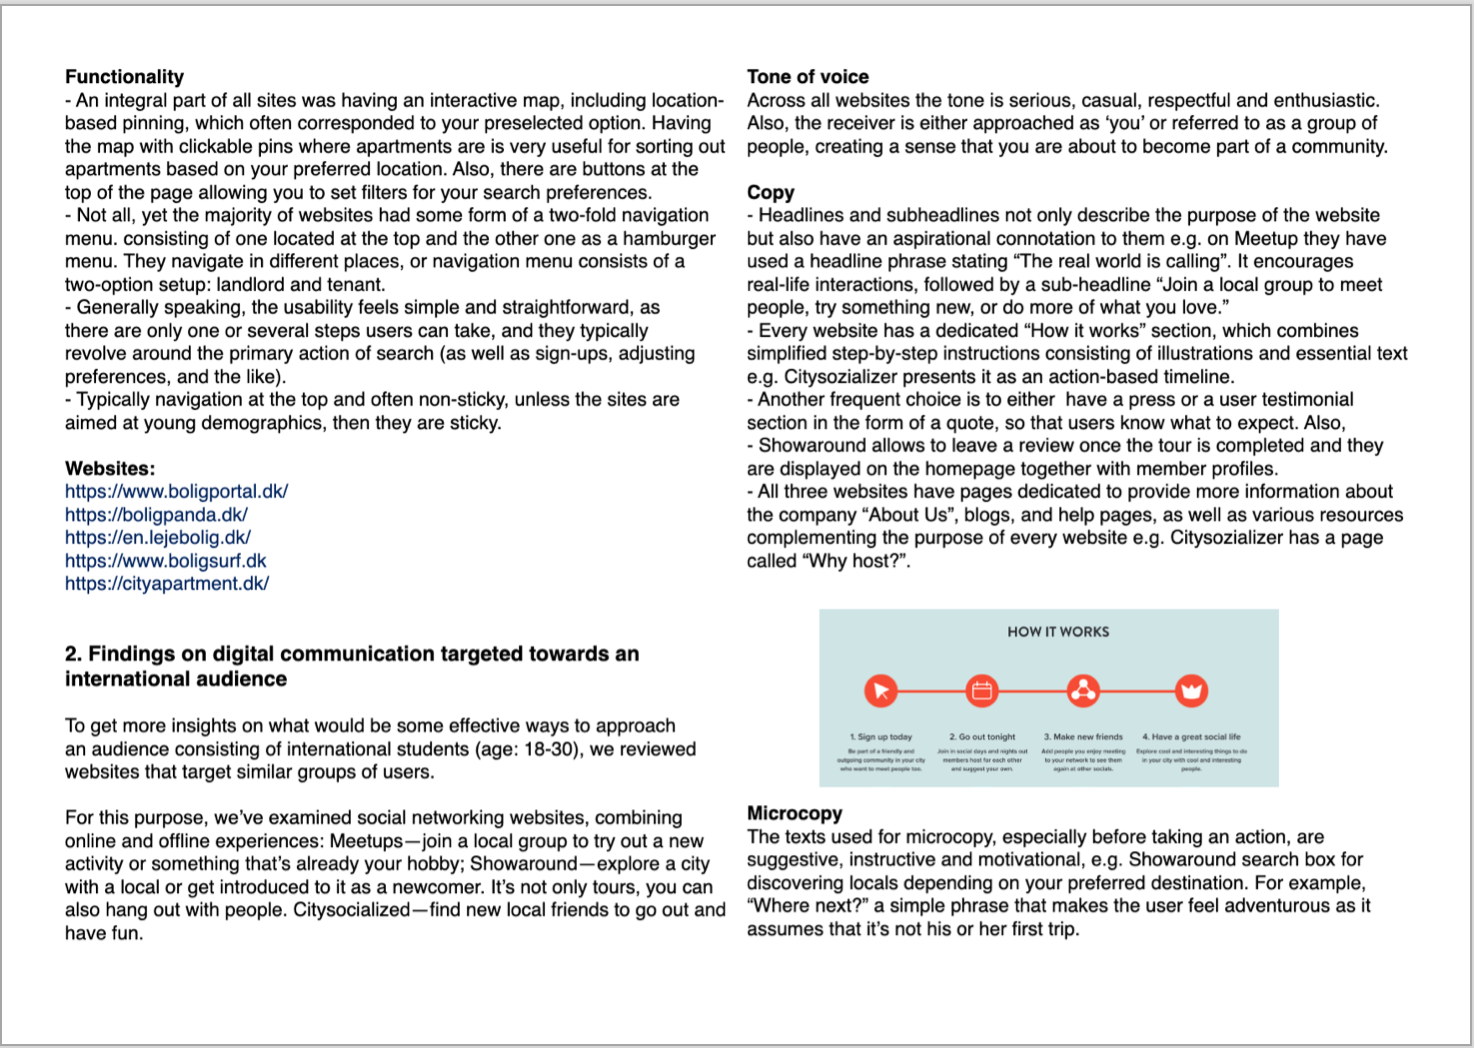 Functionality
- An integral part of all sites was having an interactive map, including location-
based pinning, which often corresponded to your preselected option. Having
the map with clickable pins where apartments are is very useful for sorting out
apartments based on your preferred location. Also, there are buttons at the
top of the page allowing you to set filters for your search preferences.
- Not all, yet the majority of websites had some form of a two-fold navigation
menu. consisting of one located at the top and the other one as a hamburger
menu. They navigate in different places, or navigation menu consists of a
two-option setup: landlord and tenant.
- Generally speaking, the usability feels simple and straightforward, as
there are only one or several steps users can take, and they typically
revolve around the primary action of search (as well as sign-ups, adjusting
preferences, and the like).
- Typically navigation at the top and often non-sticky, unless the sites are
aimed at young demographics, then they are sticky.
Websites:
https://www.boligportal.dk/
https://boligpanda.dk/
https://en.lejebolig.dk/
https://www.boligsurf.dk
https://cityapartment.dk/
2. Findings on digital communication targeted towards an
international audience
To get more insights on what would be some effective ways to approach
an audience consisting of international students (age: 18-30), we reviewed
websites that target similar groups of users.
For this purpose, we’ve examined social networking websites, combining
online and offline experiences: Meetups—join a local group to try out a new
activity or something that’s already your hobby; Showaround—explore a city
with a local or get introduced to it as a newcomer. It’s not only tours, you can
also hang out with people. Citysocialized—find new local friends to go out and
have fun.
Tone of voice
Across all websites the tone is serious, casual, respectful and enthusiastic.
Also, the receiver is either approached as ‘you’ or referred to as a group of
people, creating a sense that you are about to become part of a community.
Copy
- Headlines and subheadlines not only describe the purpose of the website
but also have an aspirational connotation to them e.g. on Meetup they have
used a headline phrase stating “The real world is calling”. It encourages
real-life interactions, followed by a sub-headline “Join a local group to meet
people, try something new, or do more of what you love.”
- Every website has a dedicated “How it works” section, which combines
simplified step-by-step instructions consisting of illustrations and essential text
e.g. Citysozializer presents it as an action-based timeline.
- Another frequent choice is to either  have a press or a user testimonial
section in the form of a quote, so that users know what to expect. Also,
- Showaround allows to leave a review once the tour is completed and they
are displayed on the homepage together with member profiles.
- All three websites have pages dedicated to provide more information about
the company “About Us”, blogs, and help pages, as well as various resources
complementing the purpose of every website e.g. Citysozializer has a page
called “Why host?”.
HOW IT WORKS
1. Sign up today
Be part of a friendly and
outgoing community in your city
who want to meet people too.
2. Go out tonight
Join in social days and nights out
members host for each other
and suggest your own.
3. Make new friends
Add people you enjoy meeting
to your network to see them
again at other socials.
4. Have a great social life
Explore cool and interesting things to do
in your city with cool and interesting
people.
Microcopy
The texts used for microcopy, especially before taking an action, are
suggestive, instructive and motivational, e.g. Showaround search box for
discovering locals depending on your preferred destination. For example,
“Where next?” a simple phrase that makes the user feel adventurous as it
assumes that it’s not his or her first trip.